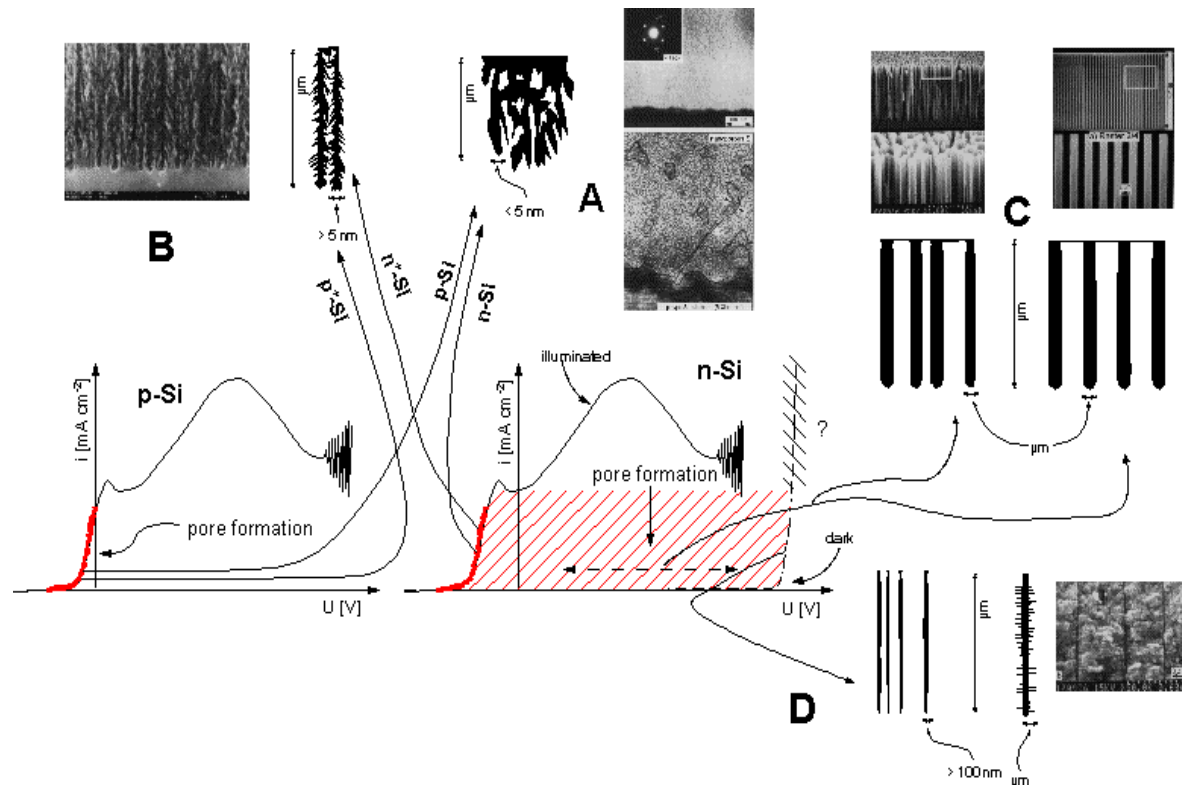 µm
> 5 nm
B
µm
< 5 nm
A
C
µm
µm
p⁺-Si
n⁺-Si
p-Si
n-Si
i [mA cm⁻²]
p-Si
pore formation
U [V]
illuminated
i [mA cm⁻²]
n-Si
?
pore formation
dark
U [V]
µm
D
> 100 nm
µm